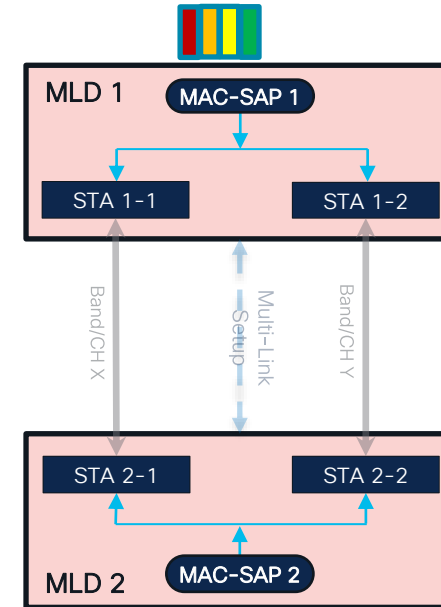 MLD 1
MAC-SAP 1
STA 1-1
STA 1-2
Band/CH X
Multi-Link
Setup
Band/CH Y
STA 2-1
STA 2-2
MAC-SAP 2
MLD 2